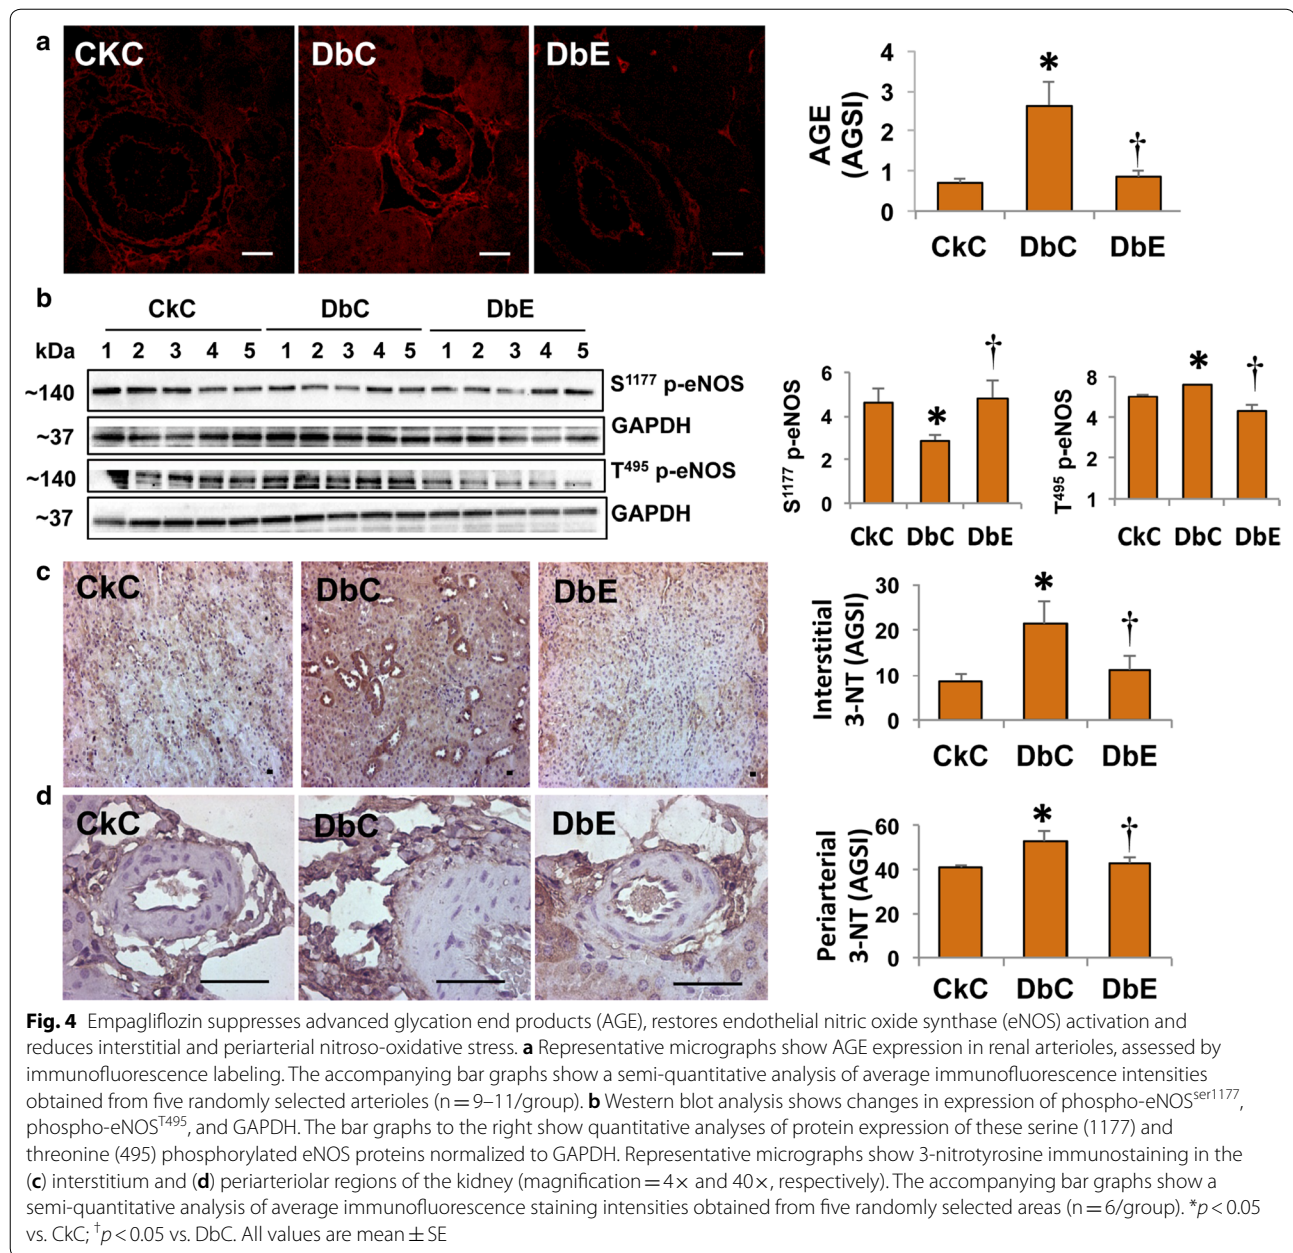 a
CKC DbC DbE
AGE
(AGSI)
4
3
2
1
0
*
†
CkC DbC DbE
b
CkC DbC DbE
kDa 1 2 3 4 5 1 2 3 4 5 1 2 3 4 5
~140 S1177 p-eNOS
~37 GAPDH
~140 T495 p-eNOS
~37 GAPDH
S1177 p-eNOS
6
4
2
0
*
†
CkC DbC DbE
T495 p-eNOS
8
4
2
1
*
†
CkC DbC DbE
c
CkC DbC DbE
Interstitial
3-NT (AGSI)
30
20
10
0
*
†
CkC DbC DbE
d
CkC DbC DbE
Periarterial
3-NT (AGSI)
60
40
20
0
*
†
CkC DbC DbE
Fig. 4 Empagliflozin suppresses advanced glycation end products (AGE), restores endothelial nitric oxide synthase (eNOS) activation and
reduces interstitial and periarterial nitroso-oxidative stress. a Representative micrographs show AGE expression in renal arterioles, assessed by
immunofluorescence labeling. The accompanying bar graphs show a semi-quantitative analysis of average immunofluorescence intensities
obtained from five randomly selected arterioles (n = 9–11/group). b Western blot analysis shows changes in expression of phospho-eNOSser1177,
phospho-eNOST495, and GAPDH. The bar graphs to the right show quantitative analyses of protein expression of these serine (1177) and
threonine (495) phosphorylated eNOS proteins normalized to GAPDH. Representative micrographs show 3-nitrotyrosine immunostaining in the
(c) interstitium and (d) periarteriolar regions of the kidney (magnification = 4× and 40×, respectively). The accompanying bar graphs show a
semi-quantitative analysis of average immunofluorescence staining intensities obtained from five randomly selected areas (n = 6/group). *p < 0.05
vs. CkC; †p < 0.05 vs. DbC. All values are mean ± SE